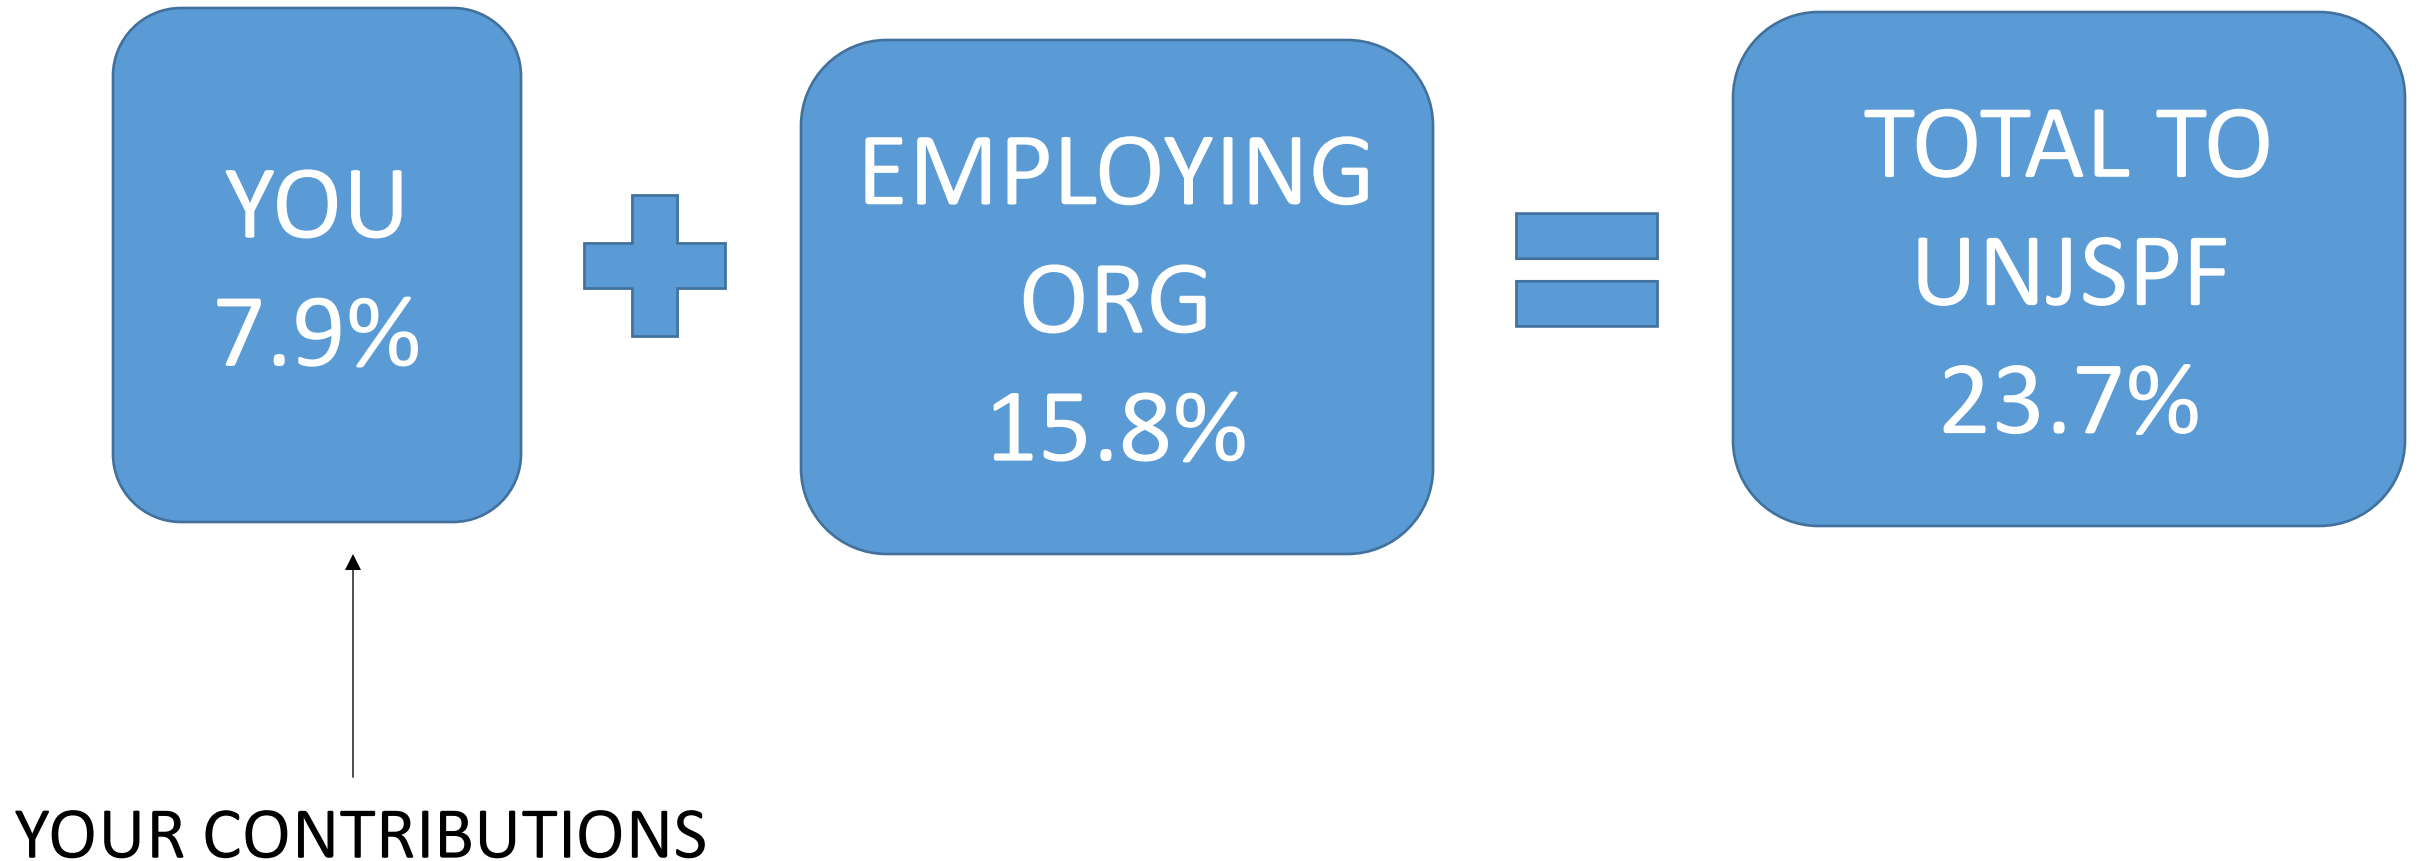 YOU
7.9%
EMPLOYING
ORG
15.8%
TOTAL TO
UNJSPF
23.7%
YOUR CONTRIBUTIONS